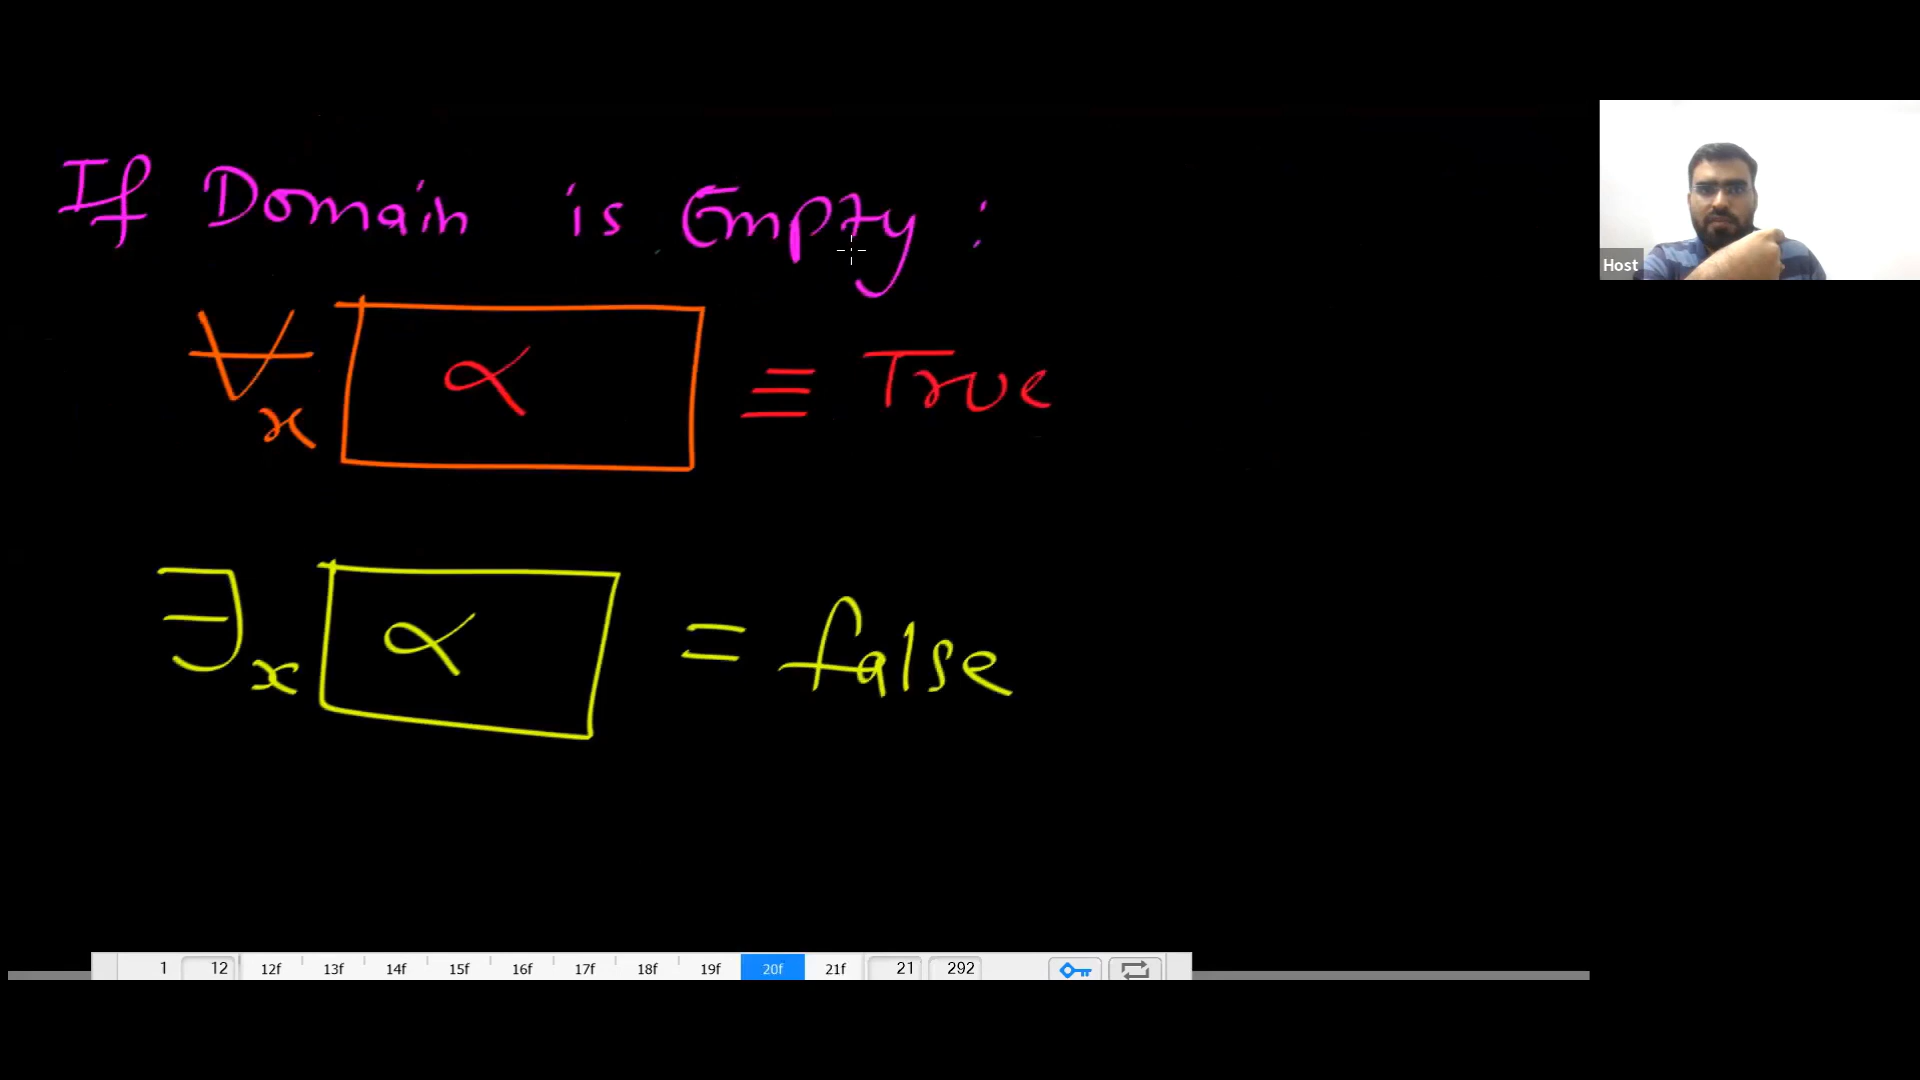 If Domain is Empty :
∀x α ≡ True
∃x α = false
Host
1 12 12f 13f 14f 15f 16f 17f 18f 19f 20f 21f 21 292